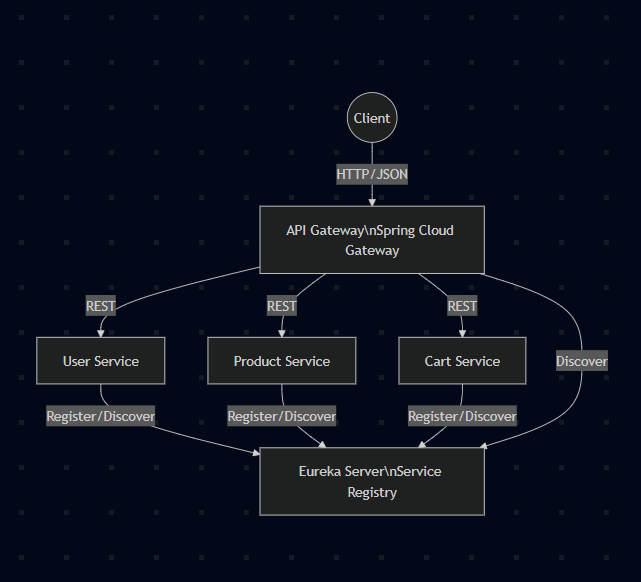 Client
HTTP/JSON
API Gateway\nSpring Cloud
Gateway
REST
REST
REST
User Service
Product Service
Cart Service
Discover
Register/Discover
Register/Discover
Register/Discover
Eureka Server\nService
Registry